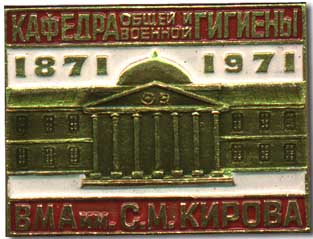 КАФЕДРА ОБЩЕЙ И ВОЕННОЙ ГИГИЕНЫ
1871 1971
ВМА им. С.М.КИРОВА